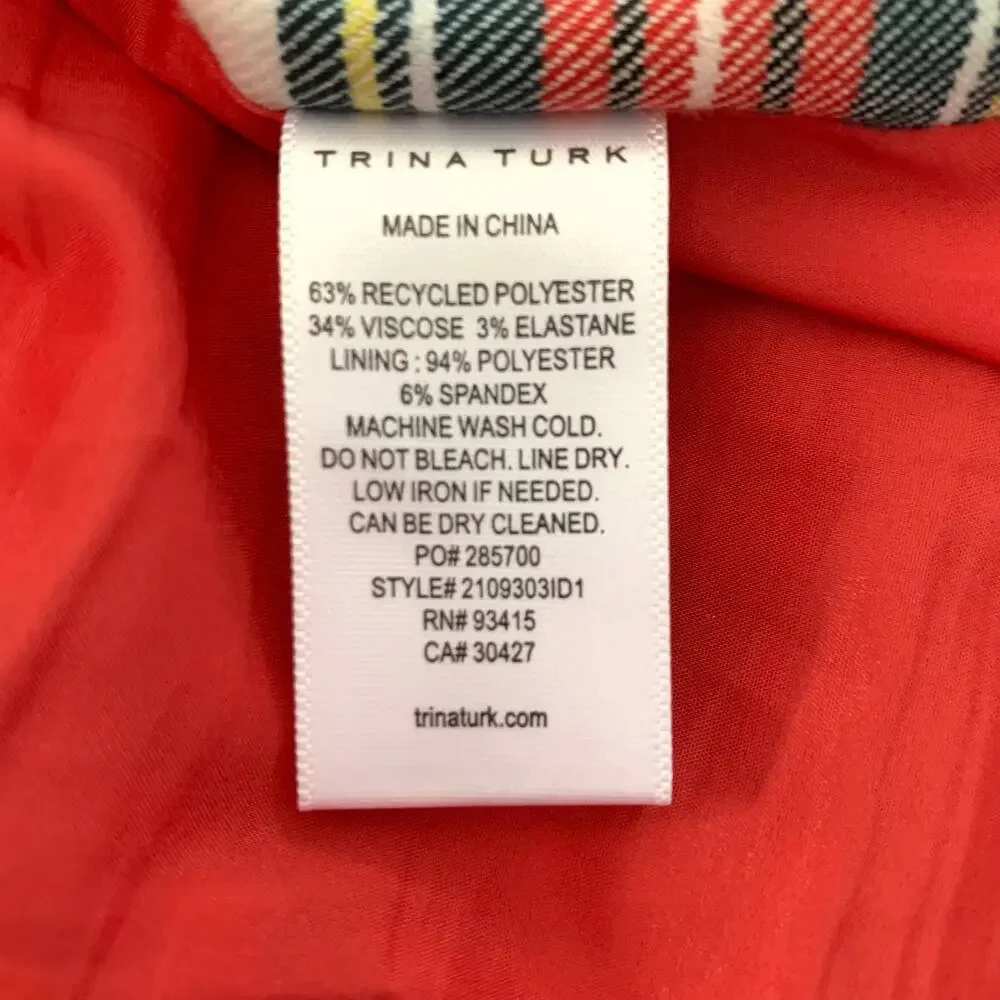 TRINA TURK
MADE IN CHINA
63% RECYCLED POLYESTER
34% VISCOSE 3% ELASTANE
LINING : 94% POLYESTER
6% SPANDEX
MACHINE WASH COLD.
DO NOT BLEACH. LINE DRY.
LOW IRON IF NEEDED.
CAN BE DRY CLEANED.
PO# 285700
STYLE# 2109303ID1
RN# 93415
CA# 30427
trinaturk.com